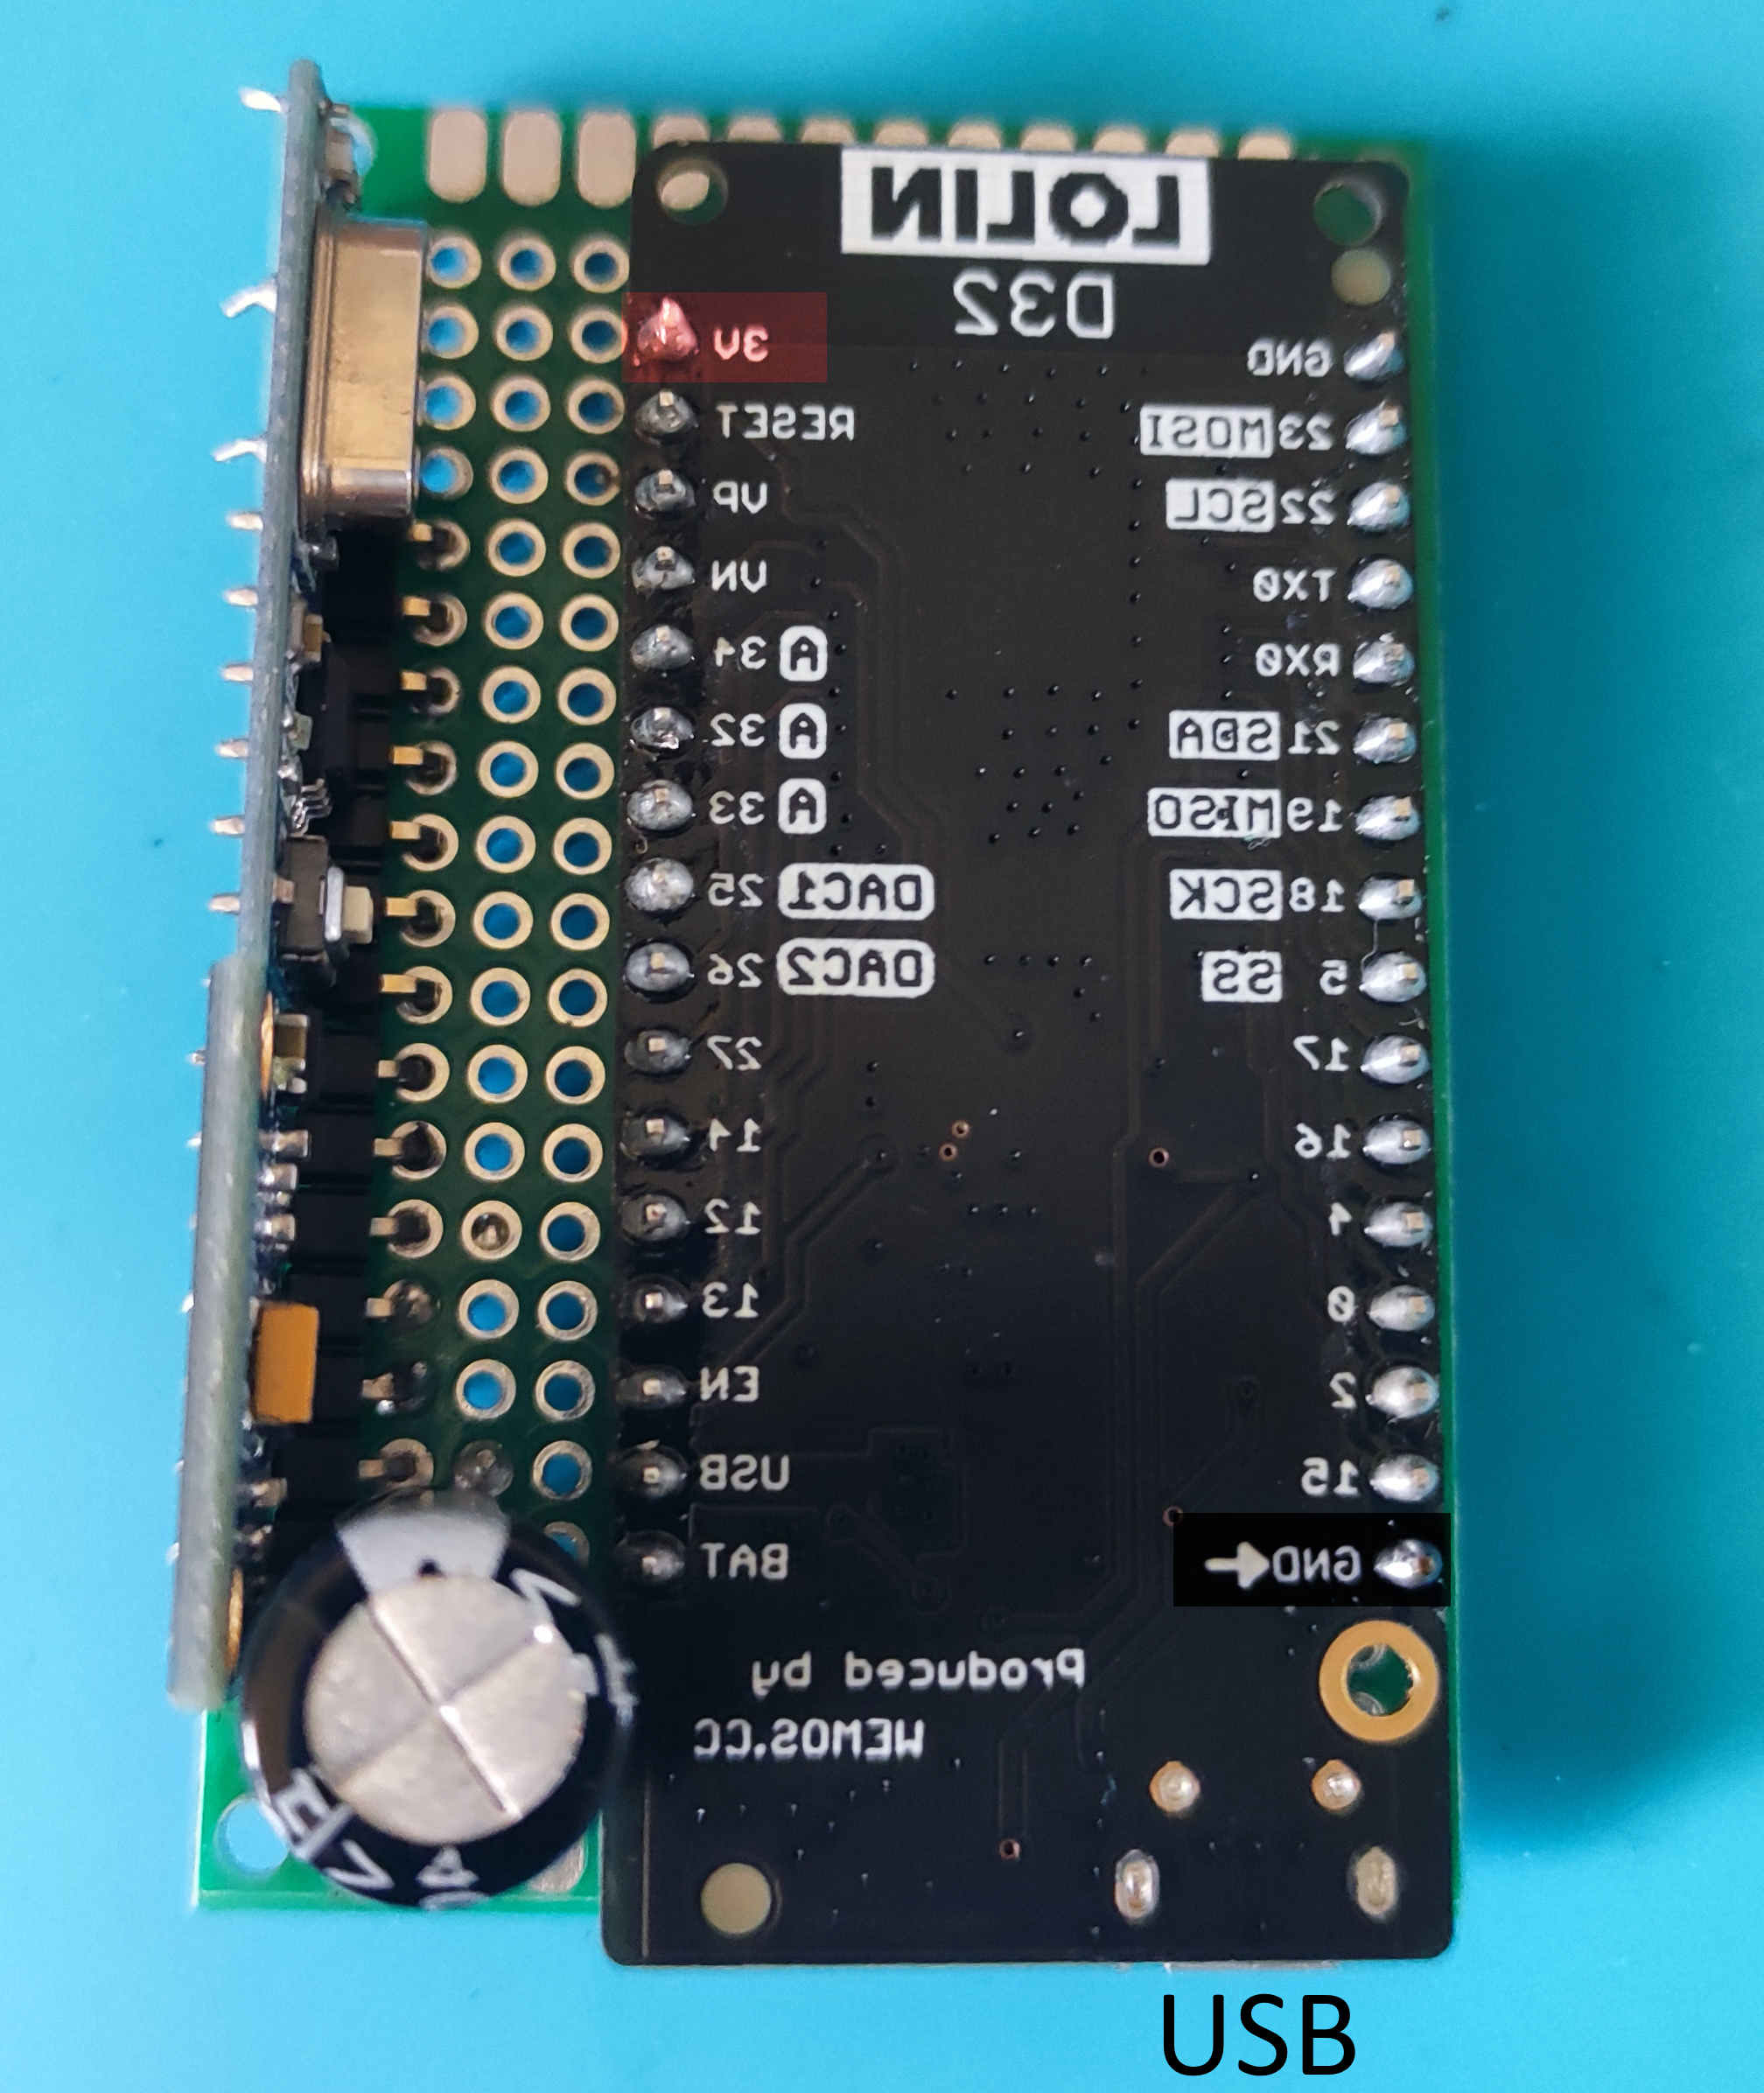 LOLIN
D32
GND
23 MOSI
22 SCL
TX0
RX0
21 SDA
19 MISO
18 SCK
5 SS
17
16
4
0
2
15
GND
3V
RESET
VP
VN
A 34
A 32
A 33
DAC1 25
DAC2 26
27
14
12
13
EN
USB
BAT
Produced by
WEMOS.CC
USB